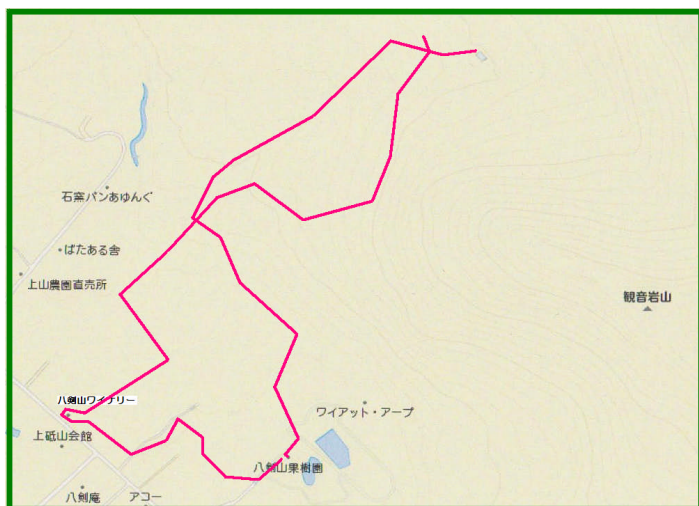 石窯パンあゆんぐ
ばたある舎
上山農園直売所
観音岩山
八剣山ワイナリー
ワイアット・アープ
上砥山会館
八剣山果樹園
八剣庵
アコー